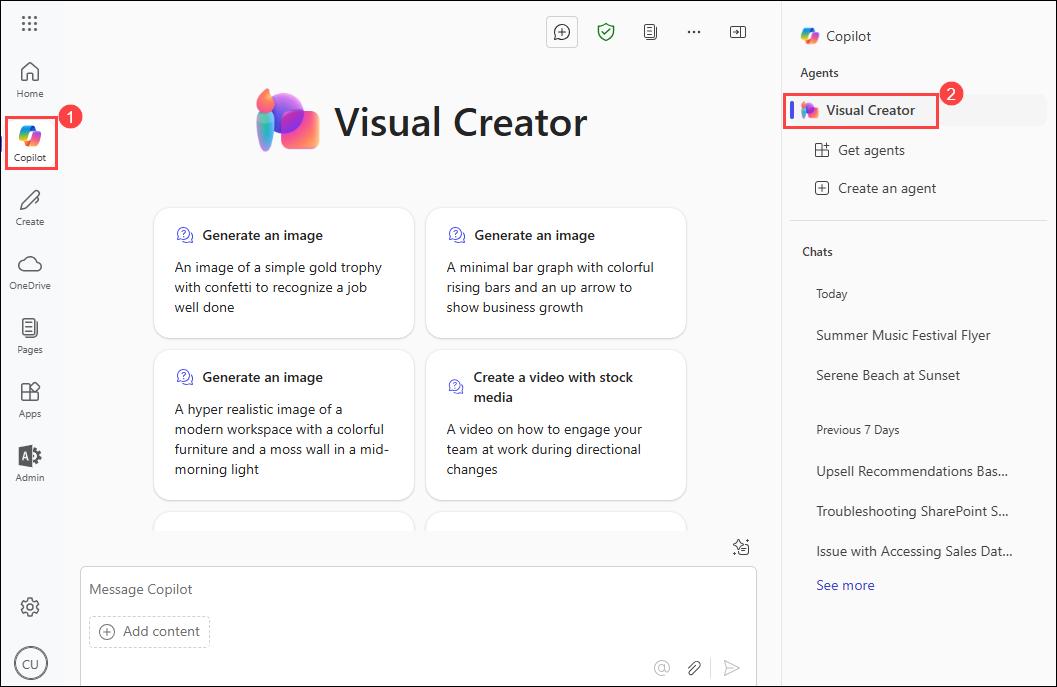 Home
1
Copilot
Create
OneDrive
Pages
Apps
A
Admin
CU
Visual Creator
Generate an image
An image of a simple gold trophy
with confetti to recognize a job
well done
Generate an image
A minimal bar graph with colorful
rising bars and an up arrow to
show business growth
Generate an image
A hyper realistic image of a
modern workspace with a colorful
furniture and a moss wall in a mid-
morning light
Create a video with stock
media
A video on how to engage your
team at work during directional
changes
Message Copilot
Add content
@
Copilot
Agents
2
Visual Creator
Get agents
Create an agent
Chats
Today
Summer Music Festival Flyer
Serene Beach at Sunset
Previous 7 Days
Upsell Recommendations Bas...
Troubleshooting SharePoint S...
Issue with Accessing Sales Dat...
See more